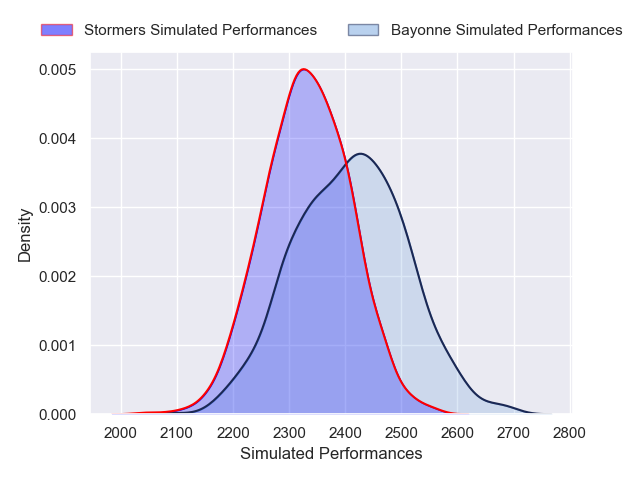 Stormers Simulated Performances Bayonne Simulated Performances
0.005
0.004
0.003
0.002
0.001
0.000
Density
2000 2100 2200 2300 2400 2500 2600 2700 2800
Simulated Performances